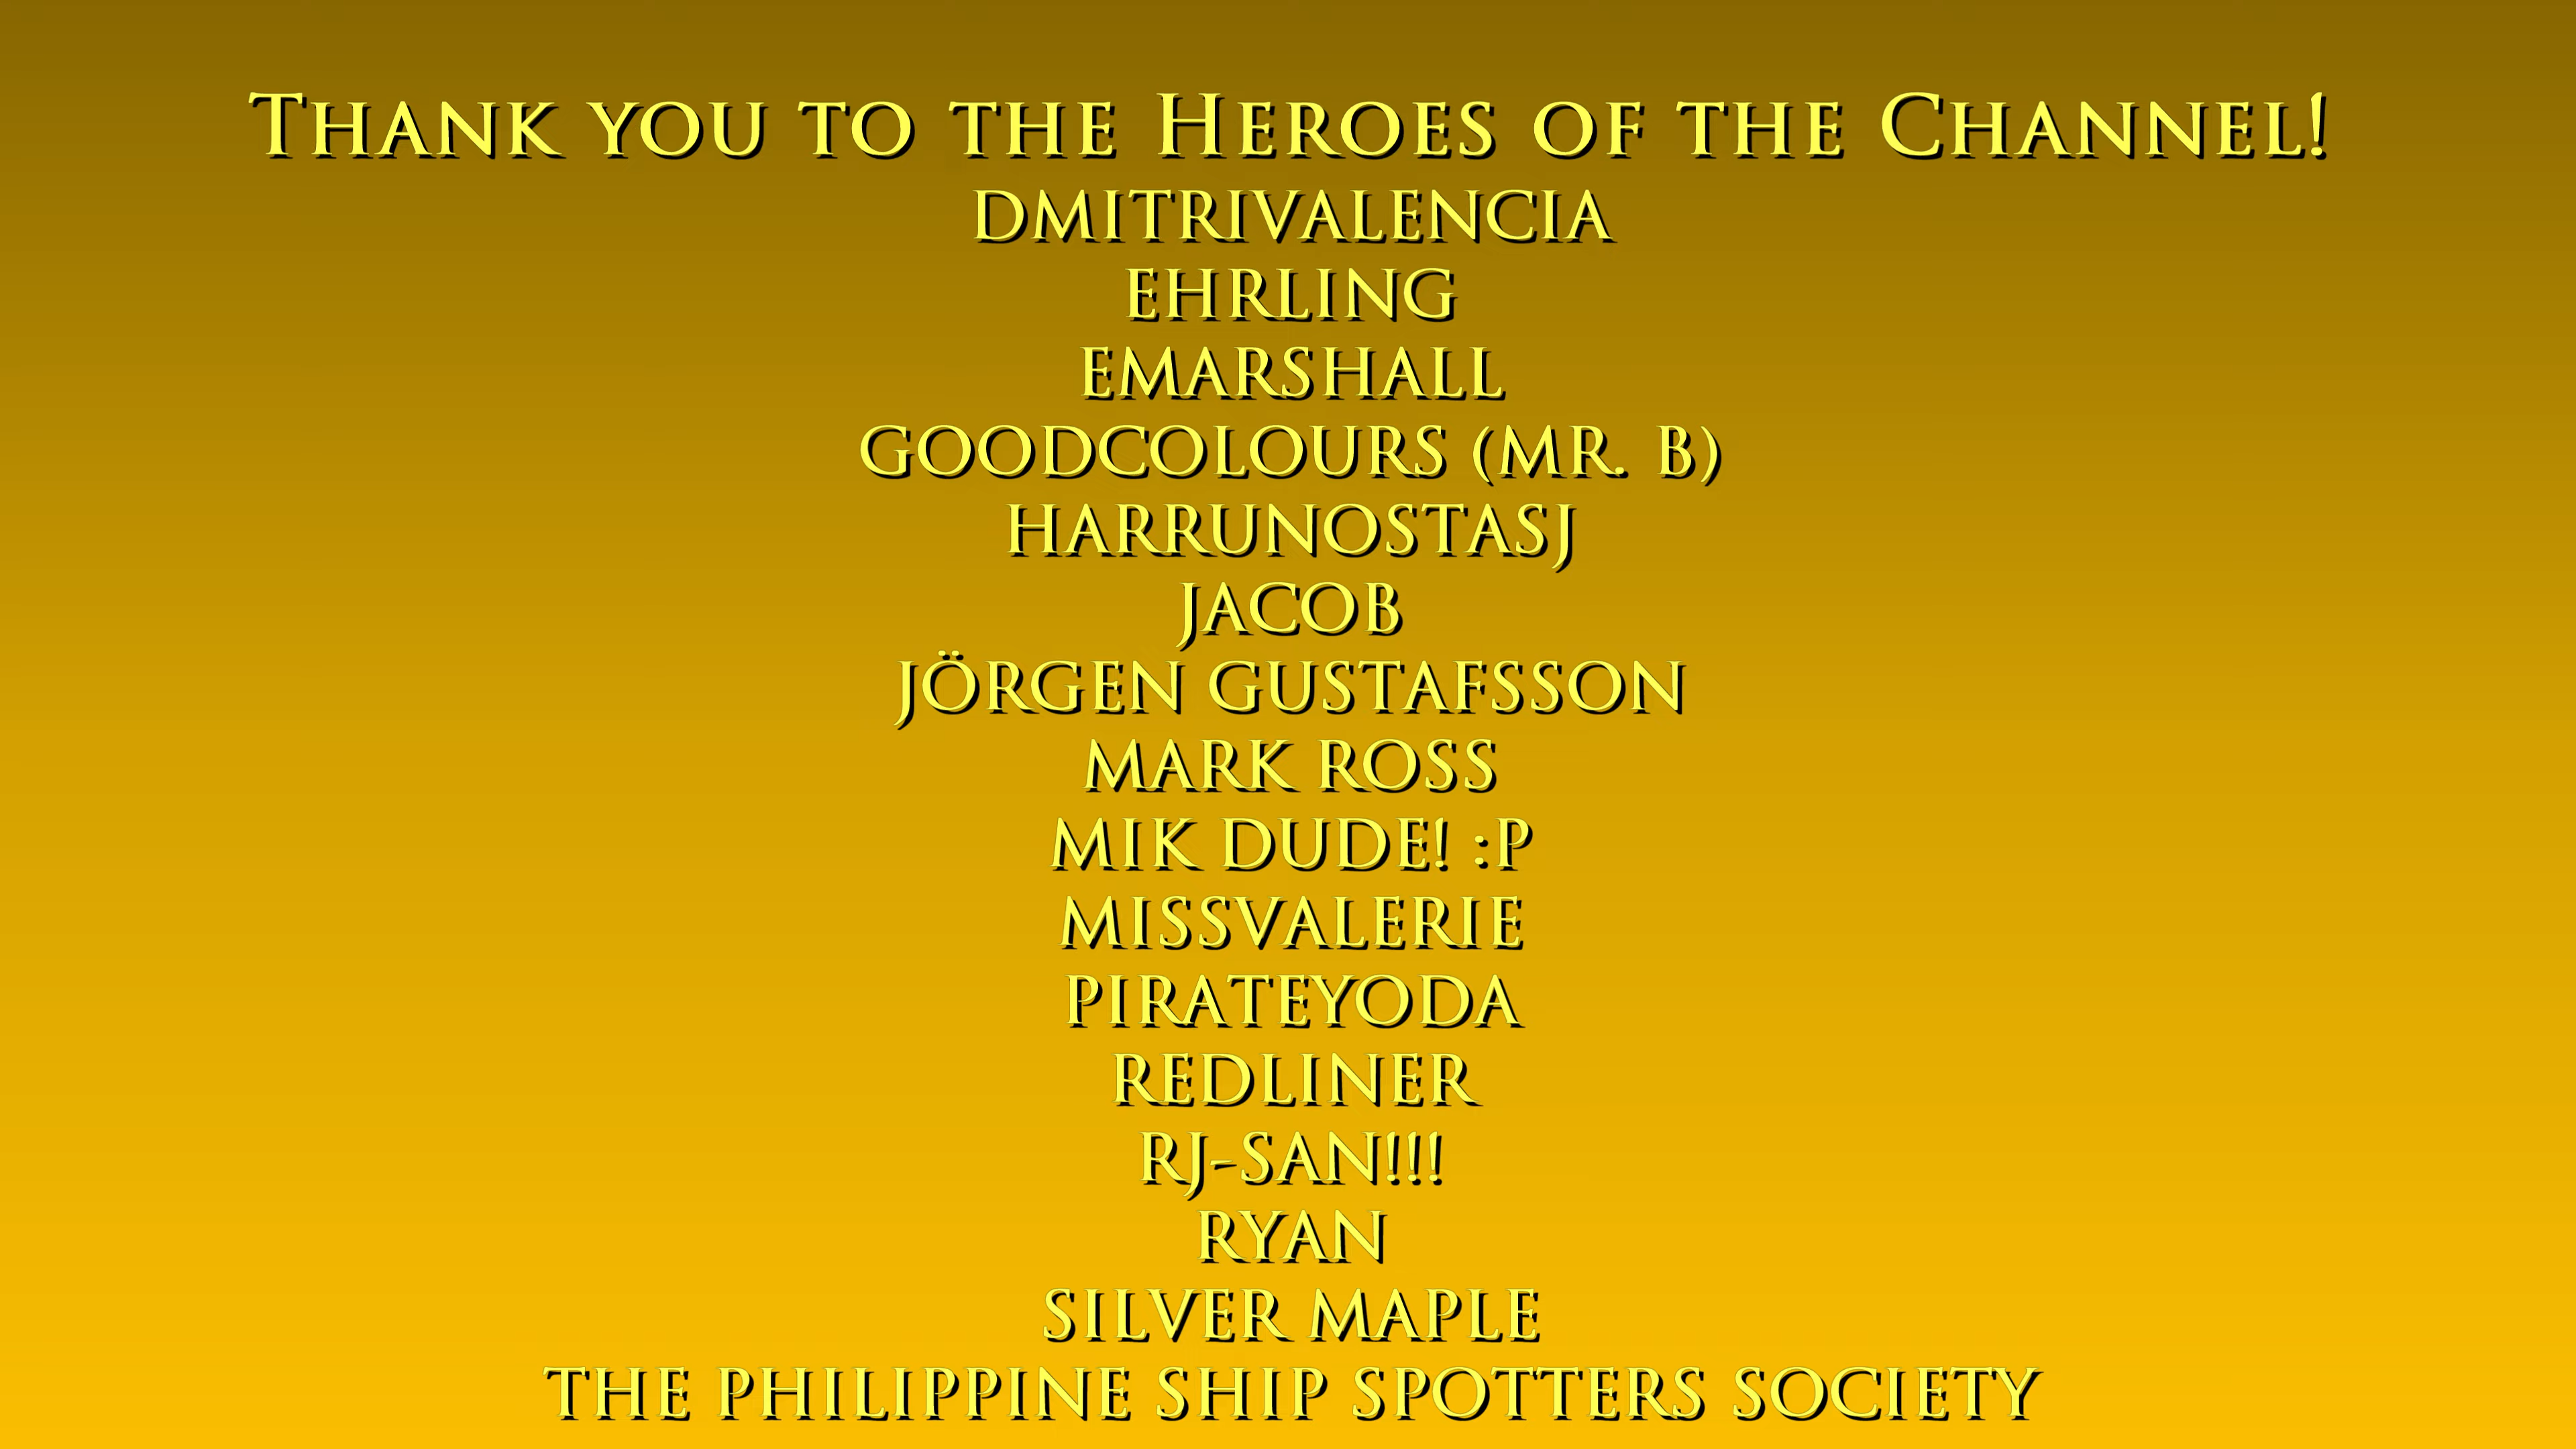 Thank you to the Heroes of the Channel!
DMITRIVALENCIA
EHRLING
EMARSHALL
GOODCOLOURS (MR. B)
HARRUNOSTASJ
JACOB
JÖRGEN GUSTAFSSON
MARK ROSS
MIK DUDE! :P
MISSVALERIE
PIRATEYODA
REDLINER
RJ-SAN!!!
RYAN
SILVER MAPLE
THE PHILIPPINE SHIP SPOTTERS SOCIETY